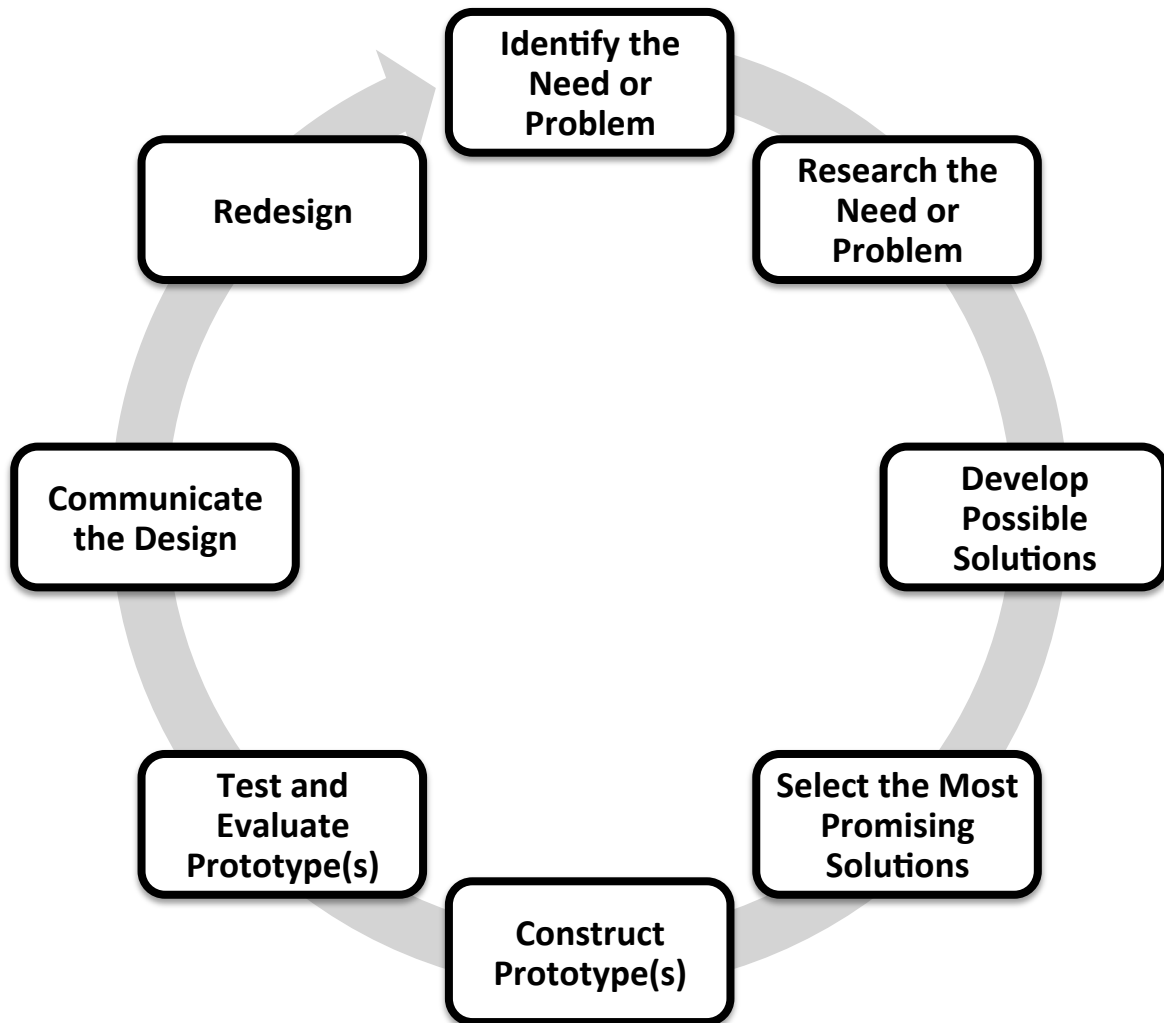 Identify the
Need or
Problem
Research the
Need or
Problem
Develop
Possible
Solutions
Select the Most
Promising
Solutions
Construct
Prototype(s)
Test and
Evaluate
Prototype(s)
Communicate
the Design
Redesign